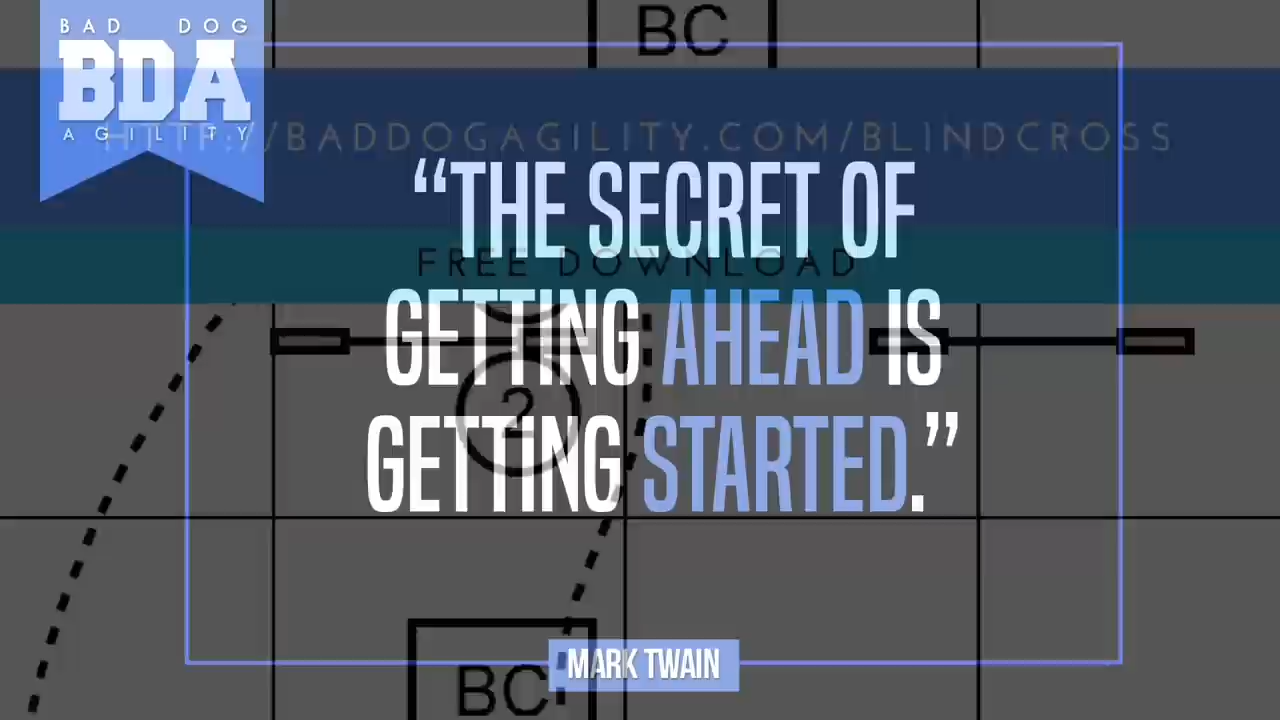 BC
BAD DOG
BDA
AGILITY
HTTP://BADDOGAGILITY.COM/BLINDCROSS
“THE SECRET OF
FREE DOWNLOAD
GETTING AHEAD IS
2
GETTING STARTED.”
MARK TWAIN
BC